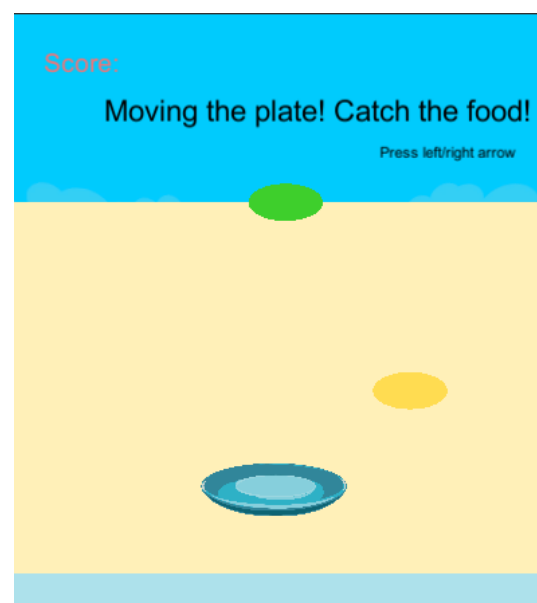 Score:
Moving the plate! Catch the food!
Press left/right arrow